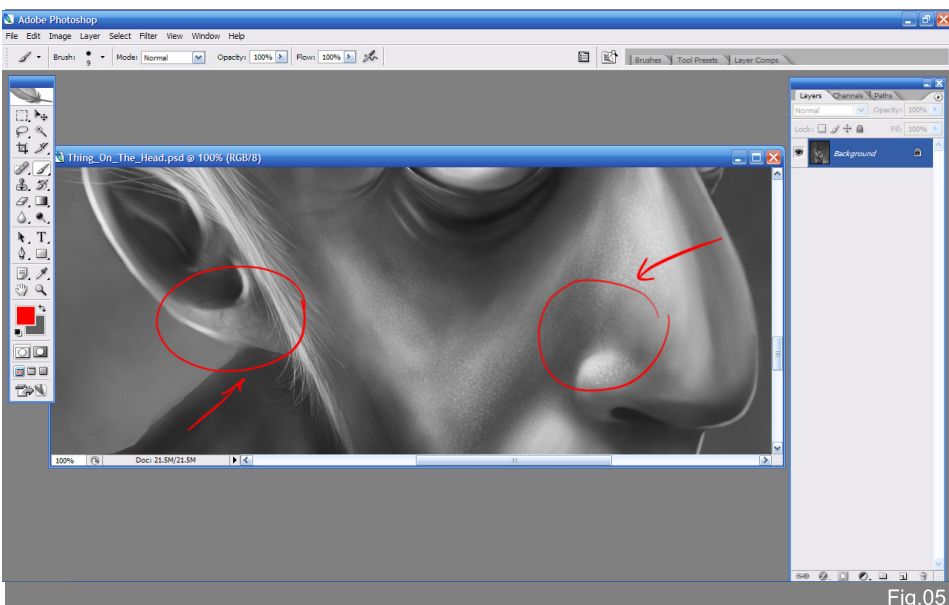 Adobe Photoshop
File Edit Image Layer Select Filter View Window Help
Brush: 9 Mode: Normal Opacity: 100% Flow: 100% Brushes Tool Presets Layer Comps
Layers Channels Paths
Normal Opacity: 100%
Lock: Fill: 100%
Background
Thing_On_The_Head.psd @ 100% (RGB/8)
T
100% Doc: 21.5M/21.5M
Fig.05